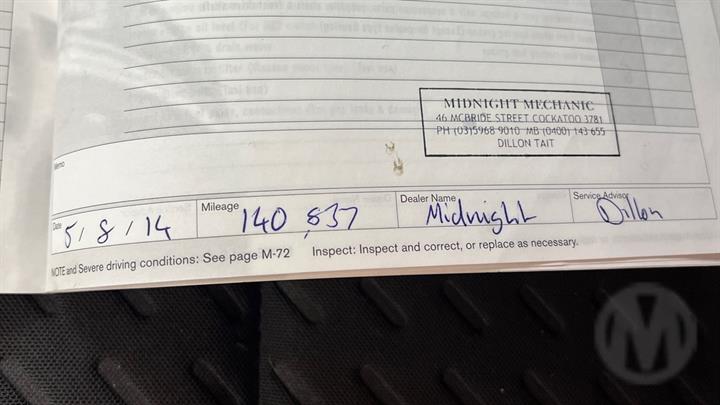 MIDNIGHT MECHANIC
46 MCBRIDE STREET COCKATOO 3781
PH (03)5968 9010 MB (0400) 143 655
DILLON TAIT
Memo
Date 5/8/14 Mileage 140,837 Dealer Name Midnight Service Advisor Dillon
NOTE and Severe driving conditions: See page M-72 Inspect: Inspect and correct, or replace as necessary.
M